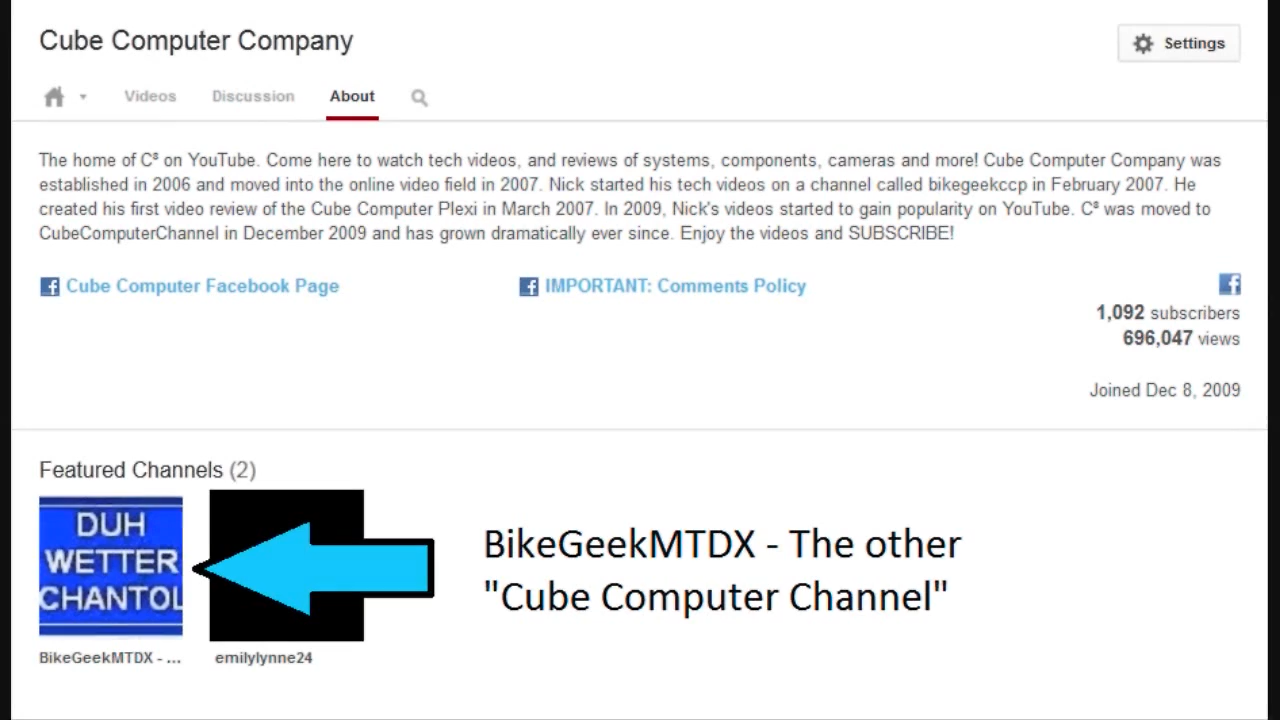 Cube Computer Company
Settings
Videos Discussion About
The home of C³ on YouTube. Come here to watch tech videos, and reviews of systems, components, cameras and more! Cube Computer Company was
established in 2006 and moved into the online video field in 2007. Nick started his tech videos on a channel called bikegeekccp in February 2007. He
created his first video review of the Cube Computer Plexi in March 2007. In 2009, Nick's videos started to gain popularity on YouTube. C³ was moved to
CubeComputerChannel in December 2009 and has grown dramatically ever since. Enjoy the videos and SUBSCRIBE!
Cube Computer Facebook Page
IMPORTANT: Comments Policy
1,092 subscribers
696,047 views
Joined Dec 8, 2009
Featured Channels (2)
DUH
WETTER
CHANTOL
BikeGeekMTDX - The other
"Cube Computer Channel"
BikeGeekMTDX - ...
emilylynne24